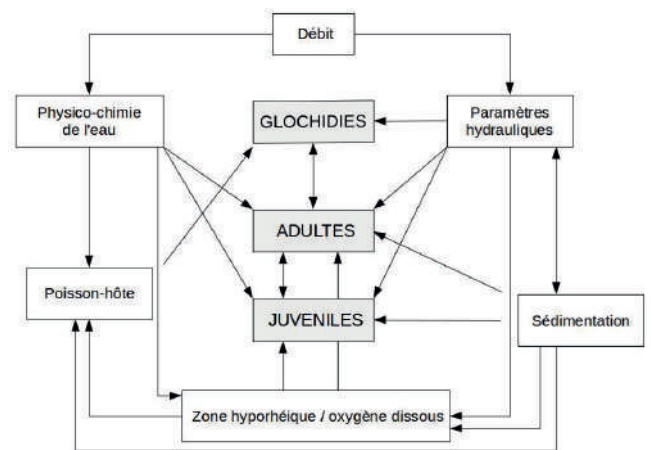 Débit
Physico-chimie
de l'eau
GLOCHIDIES
Paramètres
hydrauliques
ADULTES
Poisson-hôte
JUVENILES
Sédimentation
Zone hyporhéique / oxygène dissous